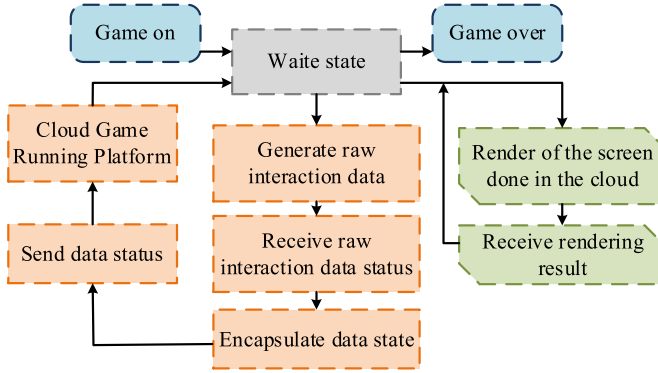 Game on
Waite state
Game over
Cloud Game
Running Platform
Generate raw
interaction data
Render of the screen
done in the cloud
Send data status
Receive raw
interaction data status
Receive rendering
result
Encapsulate data state